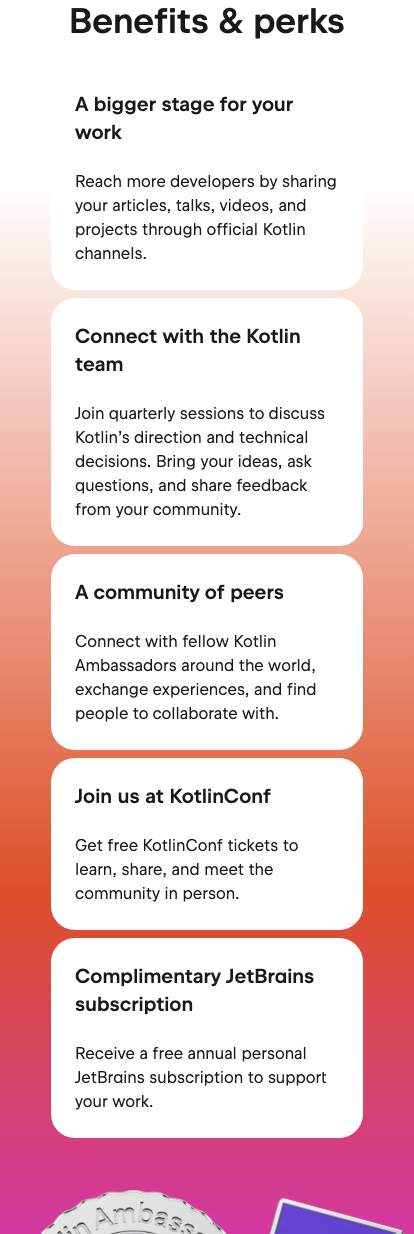 Benefits & perks
A bigger stage for your
work
Reach more developers by sharing
your articles, talks, videos, and
projects through official Kotlin
channels.
Connect with the Kotlin
team
Join quarterly sessions to discuss
Kotlin’s direction and technical
decisions. Bring your ideas, ask
questions, and share feedback
from your community.
A community of peers
Connect with fellow Kotlin
Ambassadors around the world,
exchange experiences, and find
people to collaborate with.
Join us at KotlinConf
Get free KotlinConf tickets to
learn, share, and meet the
community in person.
Complimentary JetBrains
subscription
Receive a free annual personal
JetBrains subscription to support
your work.